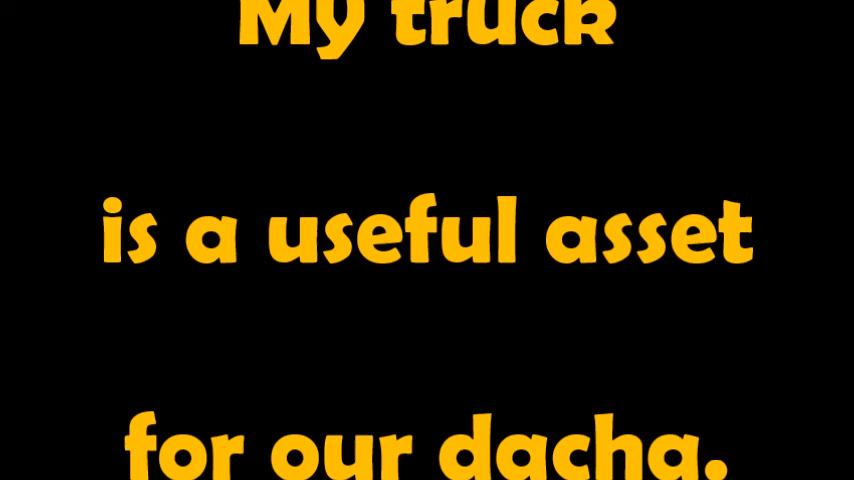 My truck
is a useful asset
for our dacha.